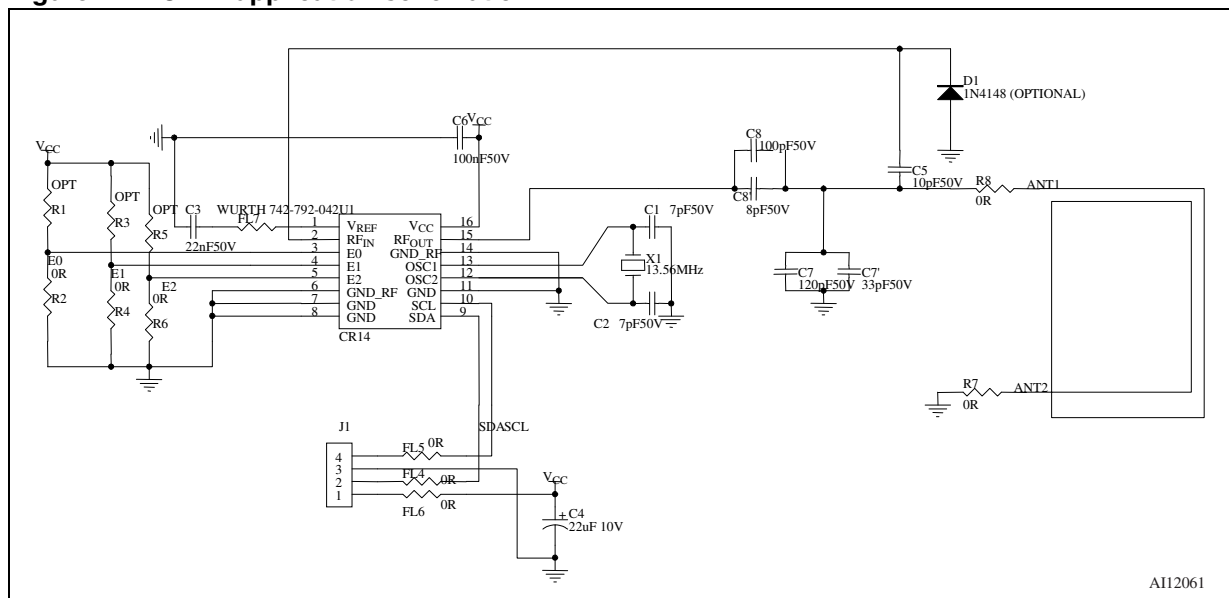 D1
1N4148 (OPTIONAL)
C6
VCC
100nF50V
C8
100pF50V
C8'
8pF50V
C5
10pF50V
R8
0R
ANT1
VCC
OPT
R1
OPT
R3
OPT
R5
C3
22nF50V
WURTH 742-792-042
FL7
U1
1 VREF VCC 16
2 RFIN RFOUT 15
3 E0 GND_RF 14
4 E1 OSC1 13
5 E2 OSC2 12
6 GND_RF GND 11
7 GND SCL 10
8 GND SDA 9
CR14
C1 7pF50V
X1
13.56MHz
C2 7pF50V
C7
120pF50V
C7'
33pF50V
E0
0R
R2
E1
0R
R4
E2
0R
R6
R7
0R
ANT2
J1
SDASCL
4
3
2
1
FL5 0R
FL4 0R
FL6 0R
VCC
+
C4
22uF 10V
AI12061